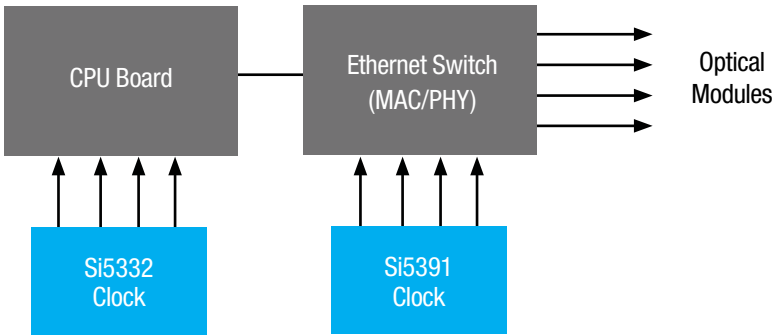 CPU Board
Ethernet Switch
(MAC/PHY)
Optical
Modules
Si5332
Clock
Si5391
Clock